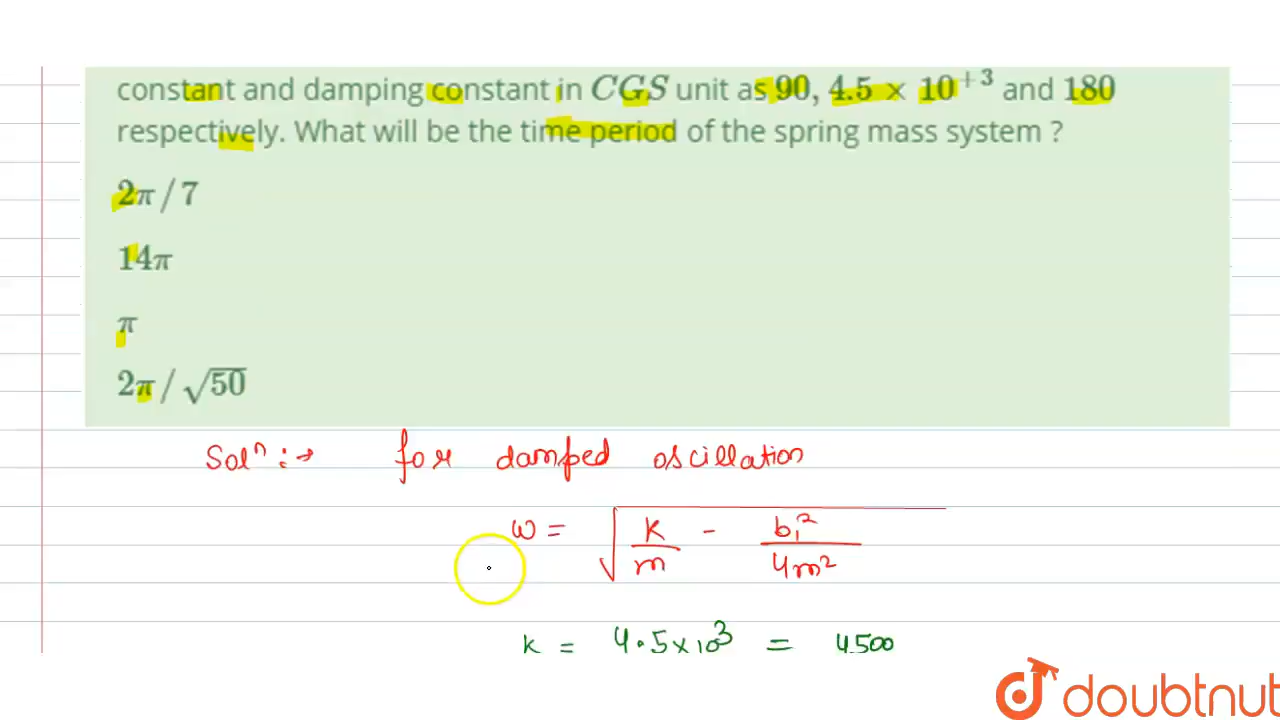 constant and damping constant in CGS unit as 90, 4.5 × 10^{+3} and 180
respectively. What will be the time period of the spring mass system ?
2π / 7
14π
π
2π / √50
Solⁿ :→ for damped oscillation
ω = √(k/m - b₁²/4m²)
k = 4.5×10³ = 4500
doubtnut